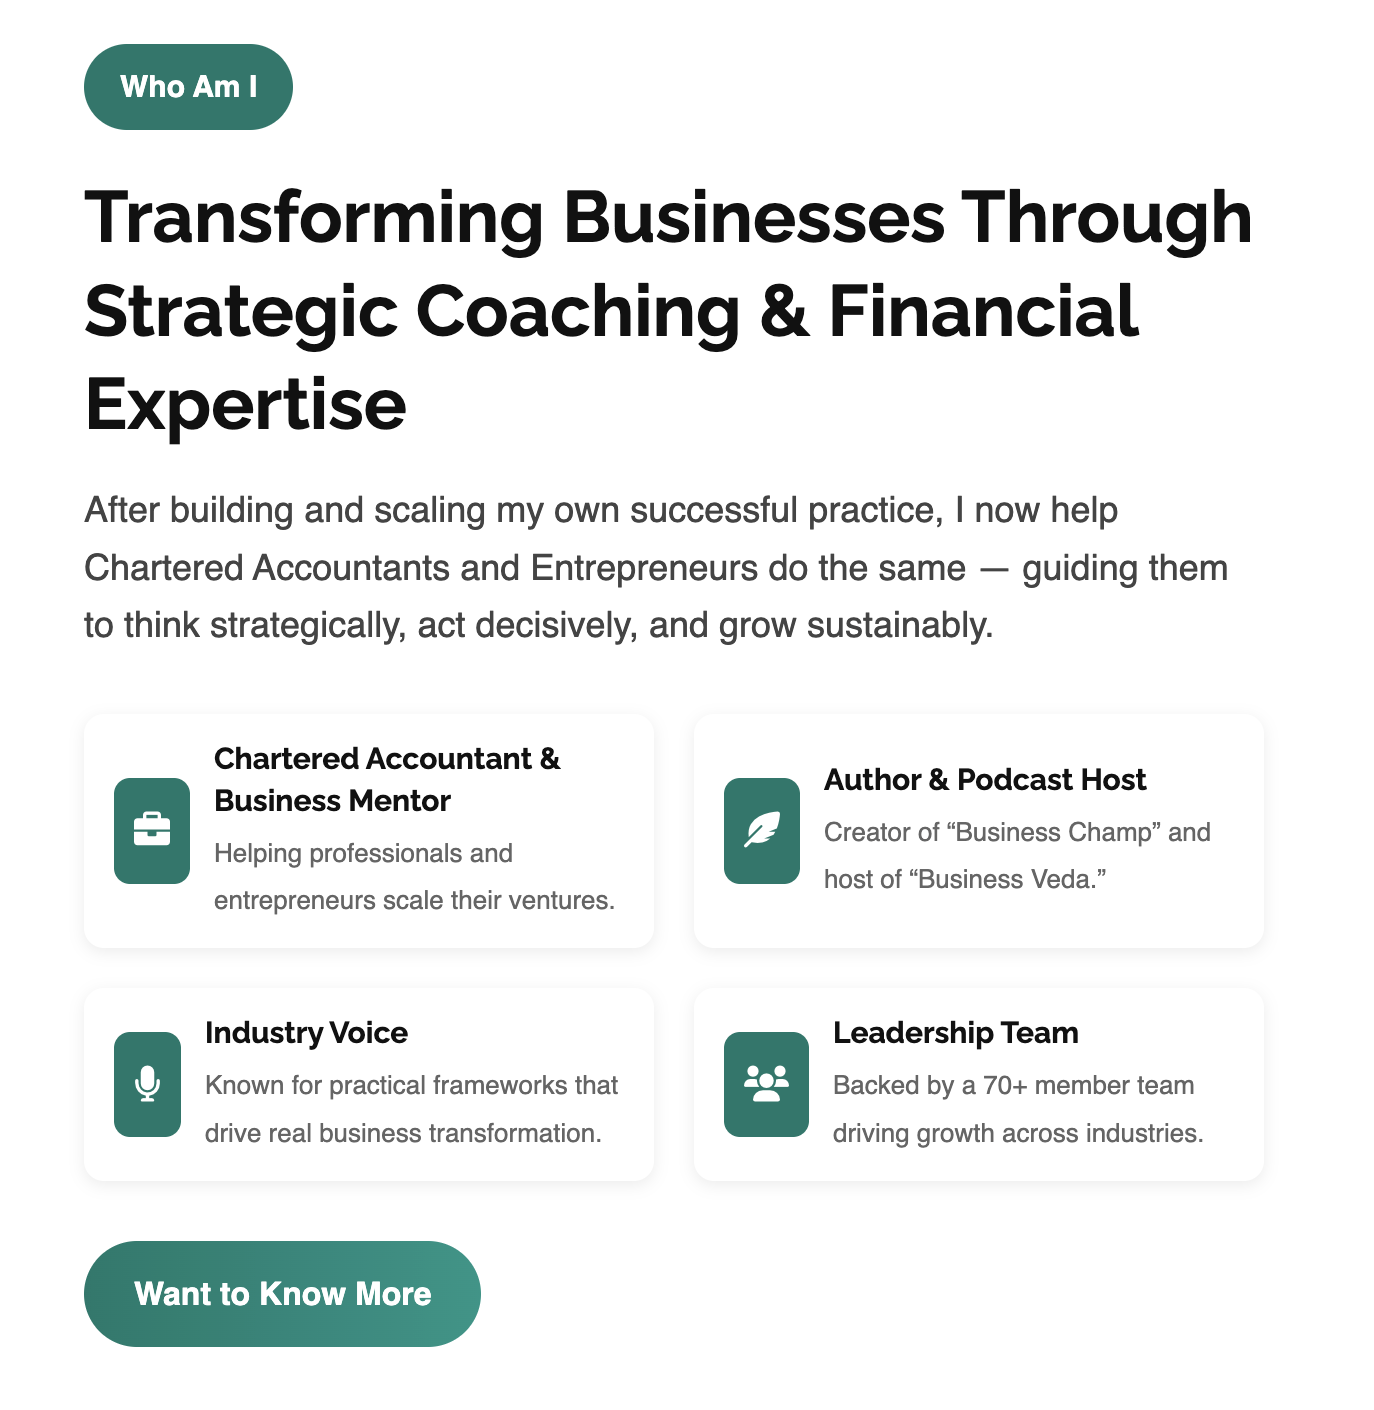 Who Am I
Transforming Businesses Through
Strategic Coaching & Financial
Expertise
After building and scaling my own successful practice, I now help
Chartered Accountants and Entrepreneurs do the same — guiding them
to think strategically, act decisively, and grow sustainably.
Chartered Accountant &
Business Mentor
Helping professionals and
entrepreneurs scale their ventures.
Author & Podcast Host
Creator of “Business Champ” and
host of “Business Veda.”
Industry Voice
Known for practical frameworks that
drive real business transformation.
Leadership Team
Backed by a 70+ member team
driving growth across industries.
Want to Know More